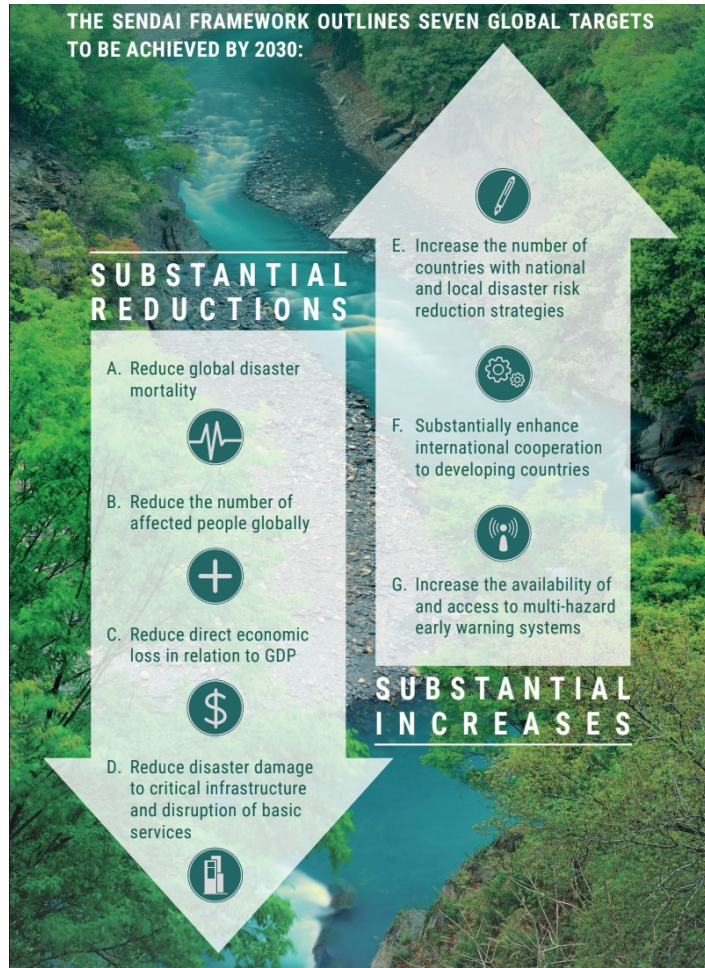 THE SENDAI FRAMEWORK OUTLINES SEVEN GLOBAL TARGETS
TO BE ACHIEVED BY 2030:
SUBSTANTIAL
REDUCTIONS
A. Reduce global disaster
mortality
B. Reduce the number of
affected people globally
C. Reduce direct economic
loss in relation to GDP
$
D. Reduce disaster damage
to critical infrastructure
and disruption of basic
services
E. Increase the number of
countries with national
and local disaster risk
reduction strategies
F. Substantially enhance
international cooperation
to developing countries
G. Increase the availability of
and access to multi-hazard
early warning systems
SUBSTANTIAL
INCREASES